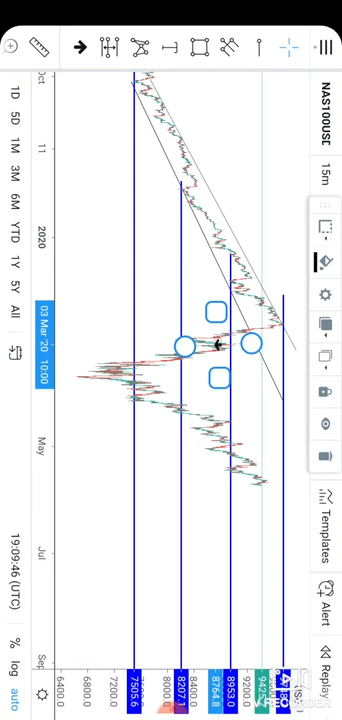 NAS100USD
15m
Templates
Alert
Replay
Oct
11
2020
03 Mar '20 10:00
May
Jul
Sep
9425.
9200.0
8953.0
8764.8
8400.0
8207.1
8000.0
7505.6
7200.0
6800.0
6400.0
1D 5D 1M 3M 6M YTD 1Y 5Y All
19:09:46 (UTC)
% log auto
VRECORDER